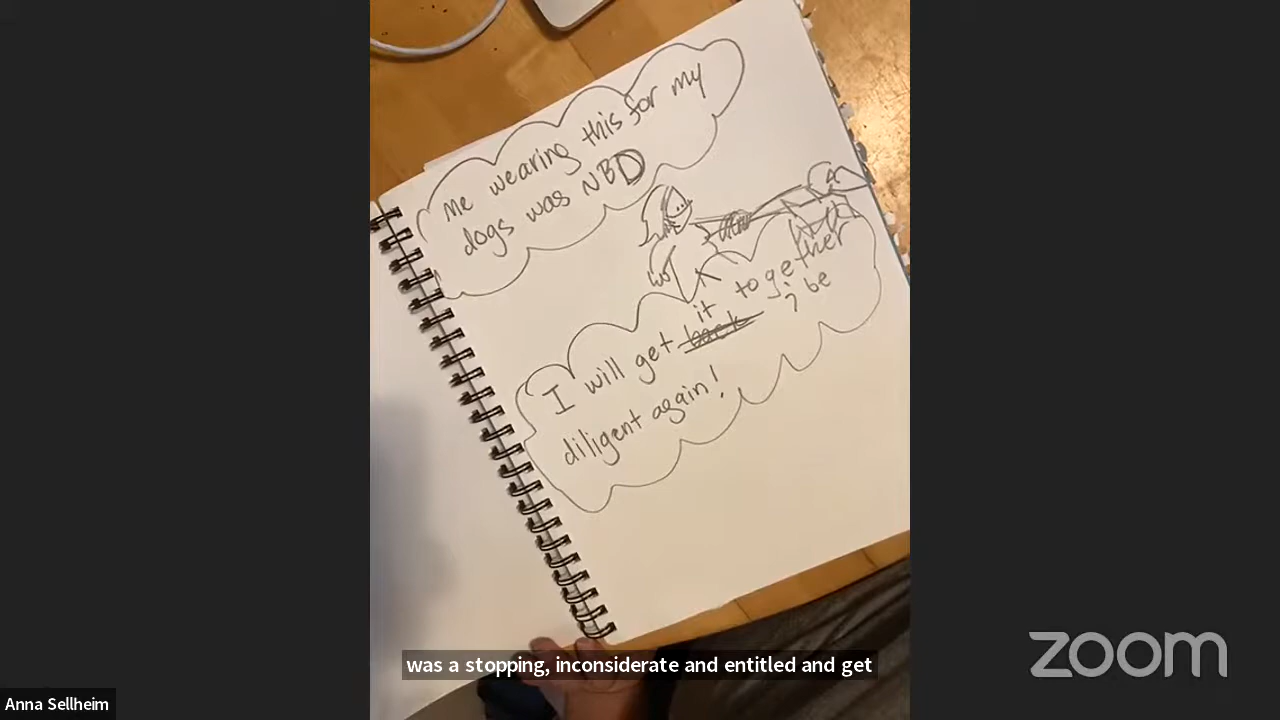 me wearing this for my
dogs was NBD
I will get back it together
; be
diligent again!
was a stopping, inconsiderate and entitled and get
zoom
Anna Sellheim